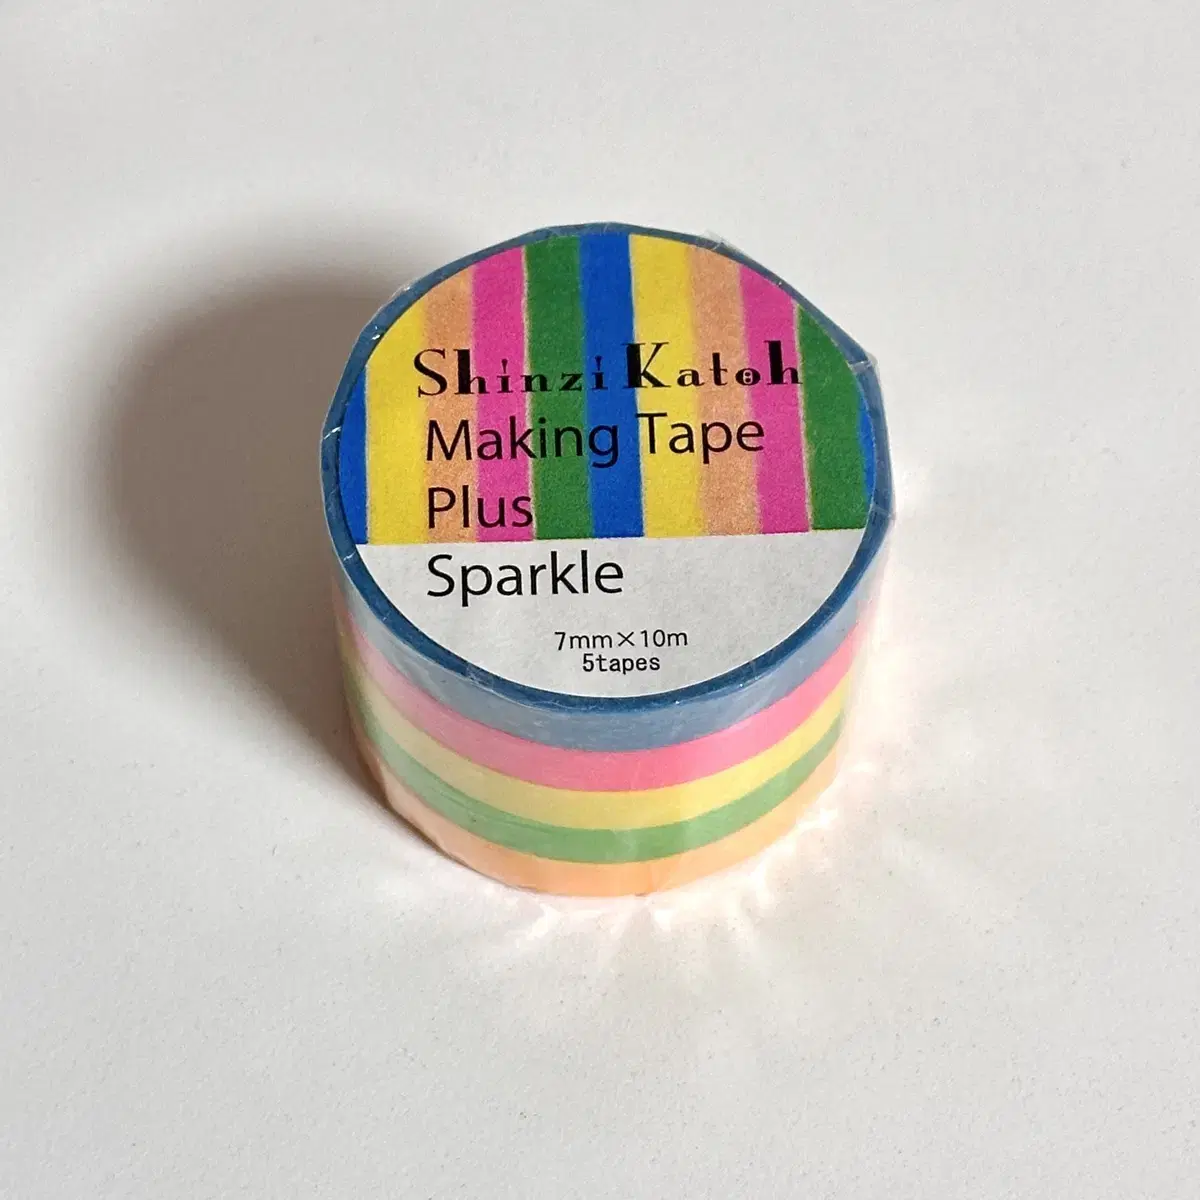 Shinzi Katoh
Making Tape
Plus
Sparkle
7mm×10m
5tapes